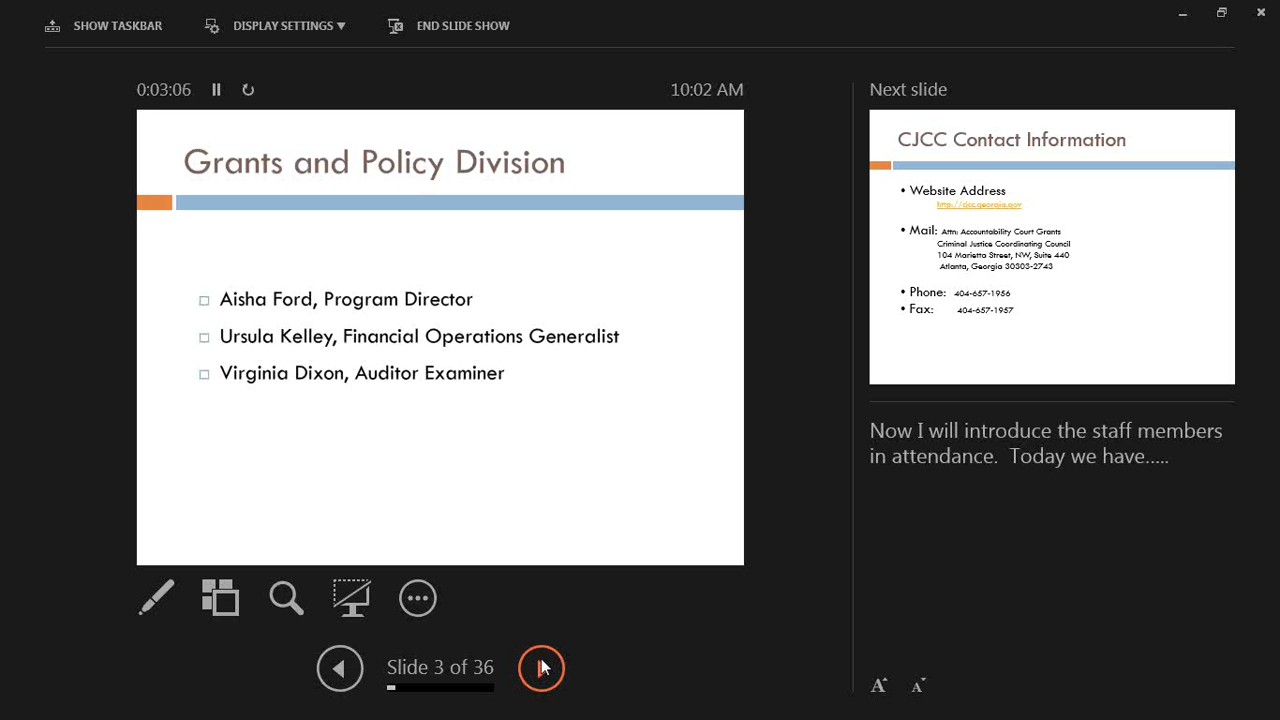 SHOW TASKBAR
DISPLAY SETTINGS ▼
END SLIDE SHOW
0:03:06
10:02 AM
Grants and Policy Division
Aisha Ford, Program Director
Ursula Kelley, Financial Operations Generalist
Virginia Dixon, Auditor Examiner
Slide 3 of 36
Next slide
CJCC Contact Information
• Website Address
http://cjcc.georgia.gov
• Mail: Attn: Accountability Court Grants
Criminal Justice Coordinating Council
104 Marietta Street, NW, Suite 440
Atlanta, Georgia 30303-2743
• Phone: 404-657-1956
• Fax: 404-657-1957
Now I will introduce the staff members
in attendance. Today we have.....
A A